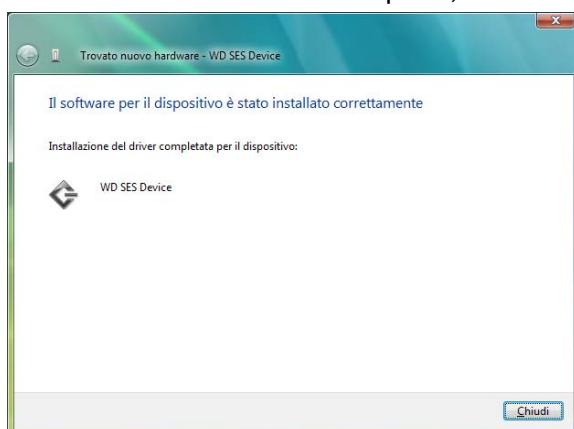 Trovato nuovo hardware - WD SES Device
Il software per il dispositivo è stato installato correttamente
Installazione del driver completata per il dispositivo:
WD SES Device
Chiudi